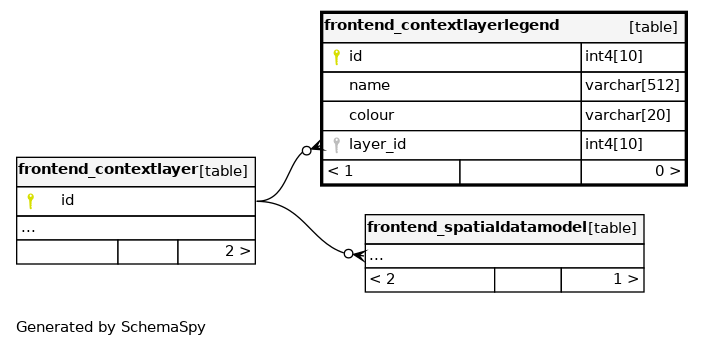 frontend_contextlayerlegend [table]
id int4[10]
name varchar[512]
colour varchar[20]
layer_id int4[10]
< 1 0 >
frontend_contextlayer [table]
id
...
2 >
frontend_spatialdatamodel [table]
...
< 2 1 >
Generated by SchemaSpy